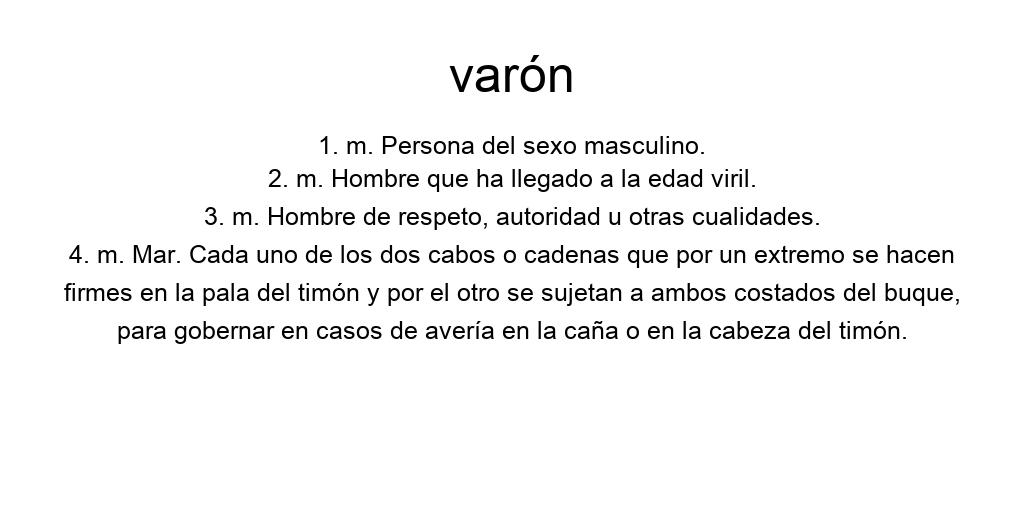 varón
1. m. Persona del sexo masculino.
2. m. Hombre que ha llegado a la edad viril.
3. m. Hombre de respeto, autoridad u otras cualidades.
4. m. Mar. Cada uno de los dos cabos o cadenas que por un extremo se hacen
firmes en la pala del timón y por el otro se sujetan a ambos costados del buque,
para gobernar en casos de avería en la caña o en la cabeza del timón.